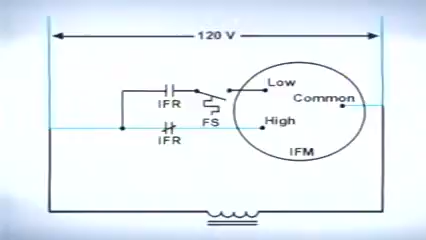 120 V
Low
Common
IFR
FS
High
IFR
IFM